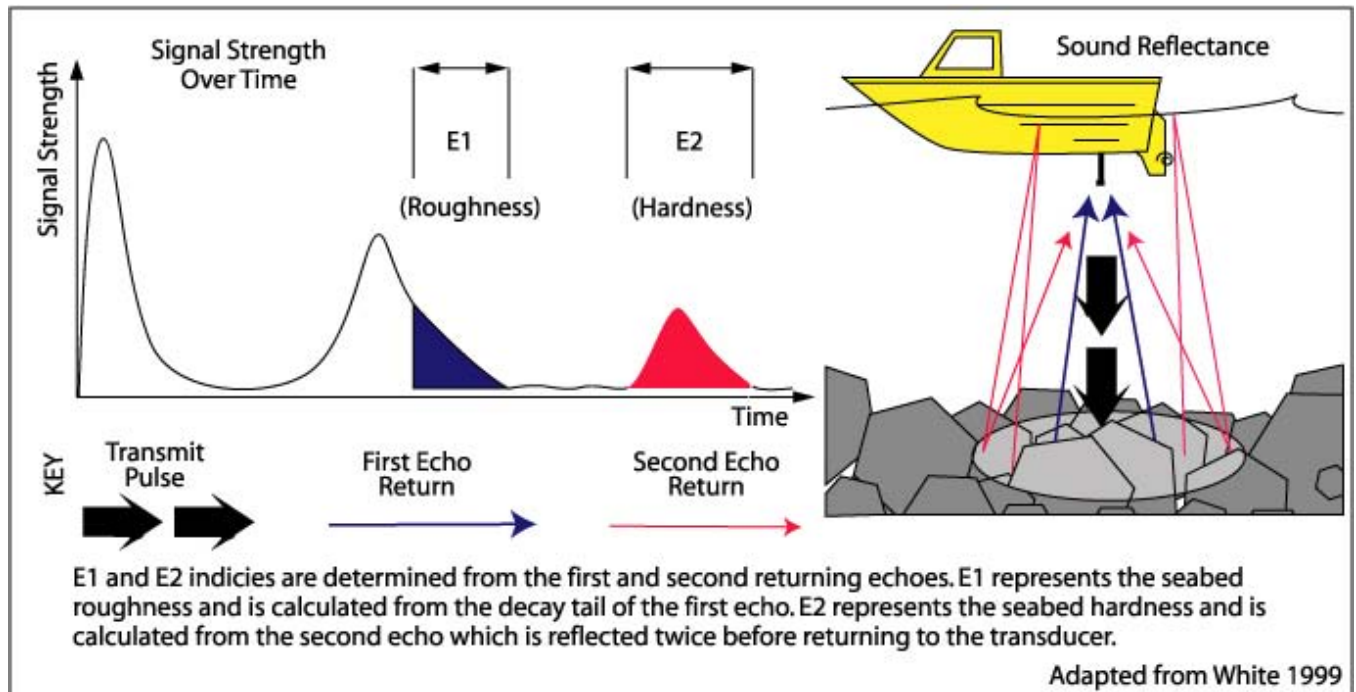 Signal Strength
Over Time
Sound Reflectance
Signal Strength
E1
E2
(Roughness)
(Hardness)
Time
KEY
Transmit
Pulse
First Echo
Return
Second Echo
Return
E1 and E2 indicies are determined from the first and second returning echoes. E1 represents the seabed
roughness and is calculated from the decay tail of the first echo. E2 represents the seabed hardness and is
calculated from the second echo which is reflected twice before returning to the transducer.
Adapted from White 1999